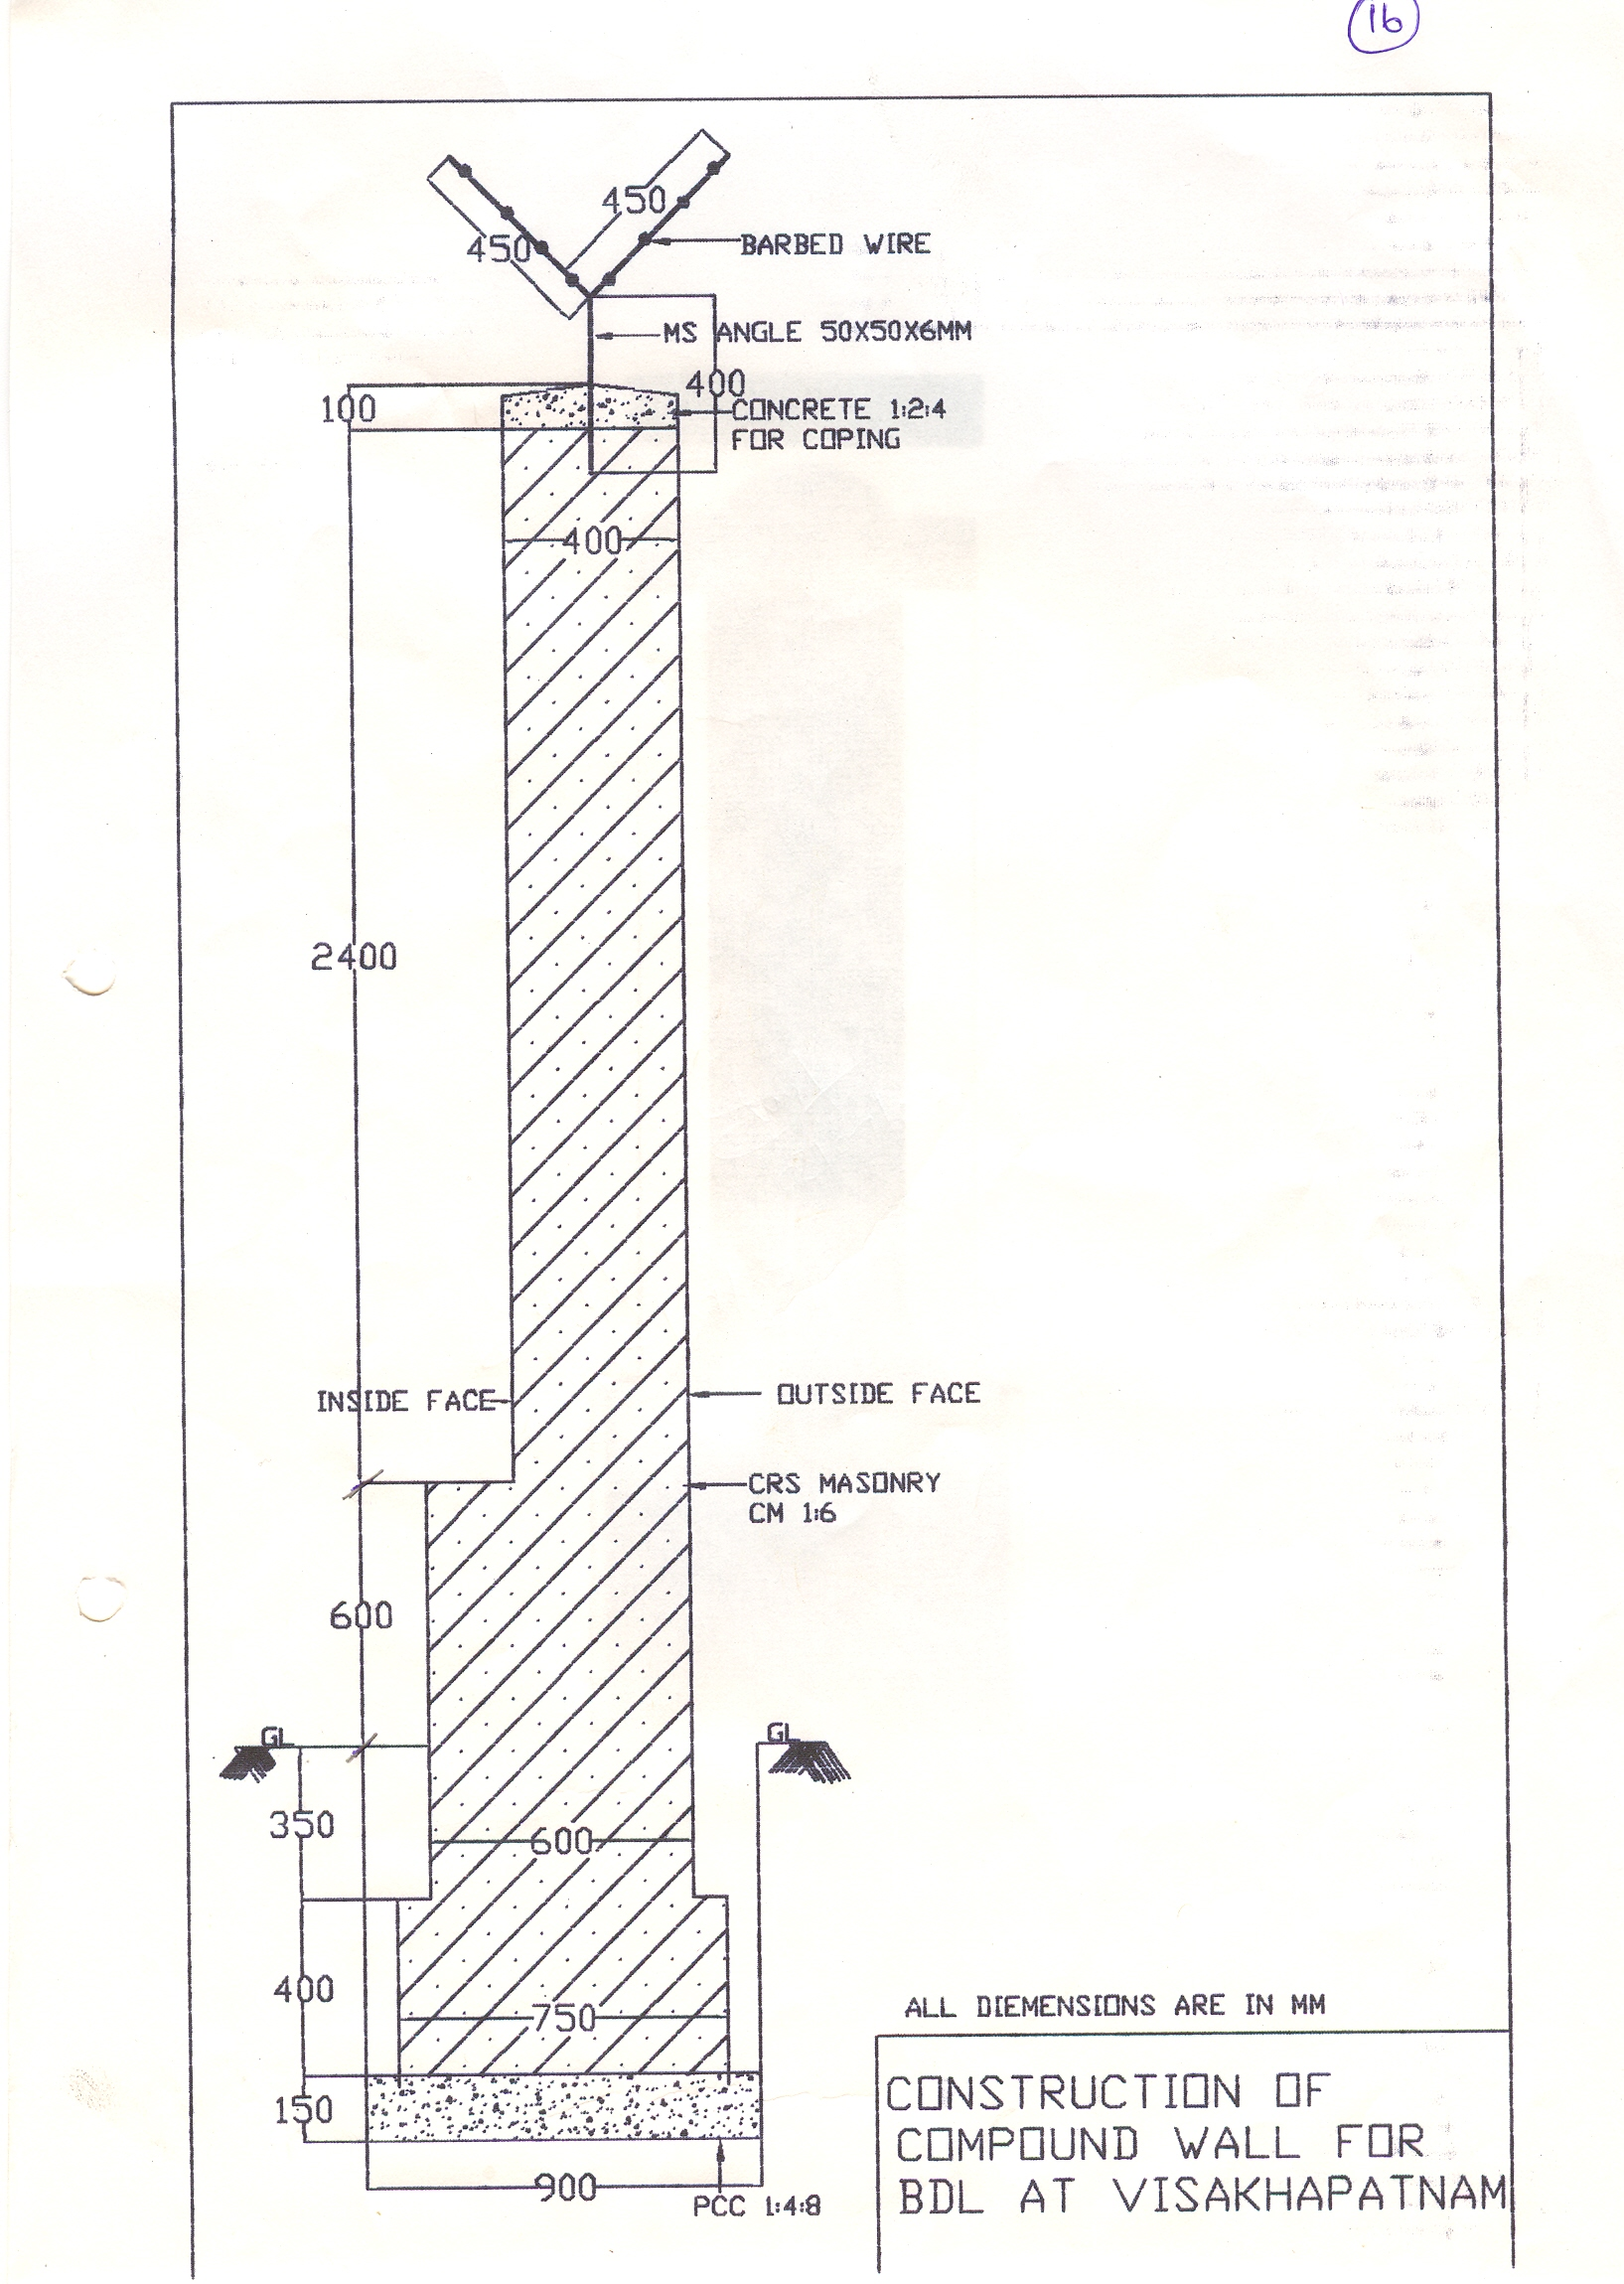 16
450
450
BARBED WIRE
MS ANGLE 50X50X6MM
400
100
CONCRETE 1:2:4
FOR COPING
400
2400
INSIDE FACE
OUTSIDE FACE
CRS MASONRY
CM 1:6
600
GL
GL
350
600
400
750
ALL DIEMENSIONS ARE IN MM
150
900
PCC 1:4:8
CONSTRUCTION OF
COMPOUND WALL FOR
BDL AT VISAKHAPATNAM